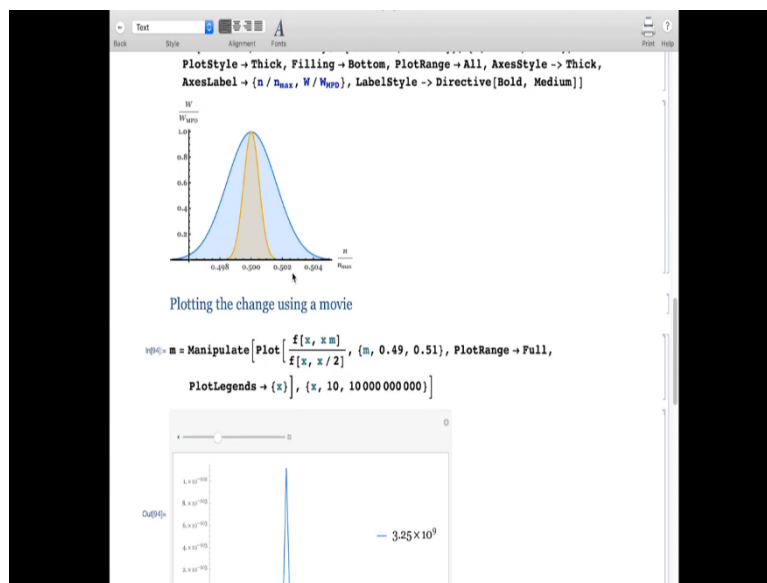 Text
Back
Style
Alignment
Fonts
Print Help
PlotStyle → Thick, Filling → Bottom, PlotRange → All, AxesStyle -> Thick,
AxesLabel → {n / nmax, W / WMPD}, LabelStyle -> Directive[Bold, Medium]]
W
WMPD
1.0
0.8
0.6
0.4
0.2
0.498 0.500 0.502 0.504
n
nmax
Plotting the change using a movie
In[94]:= m = Manipulate[Plot[f[x, x m]/f[x, x / 2], {m, 0.49, 0.51}, PlotRange → Full,
PlotLegends → {x}], {x, 10, 10 000 000 000}]
x
Out[94]=
3.25×10⁹